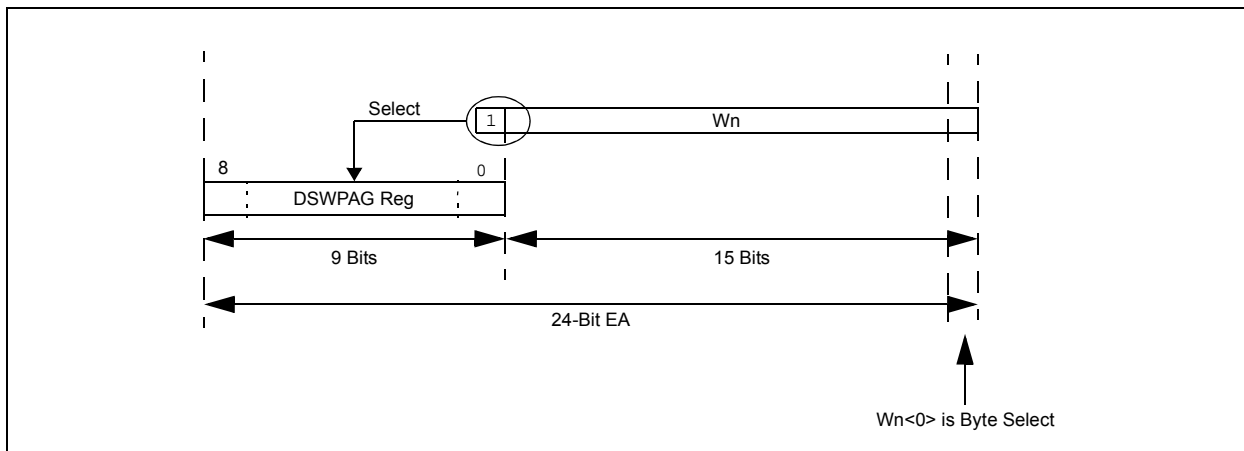 Select
1
Wn
8
0
DSWPAG Reg
9 Bits
15 Bits
24-Bit EA
Wn<0> is Byte Select